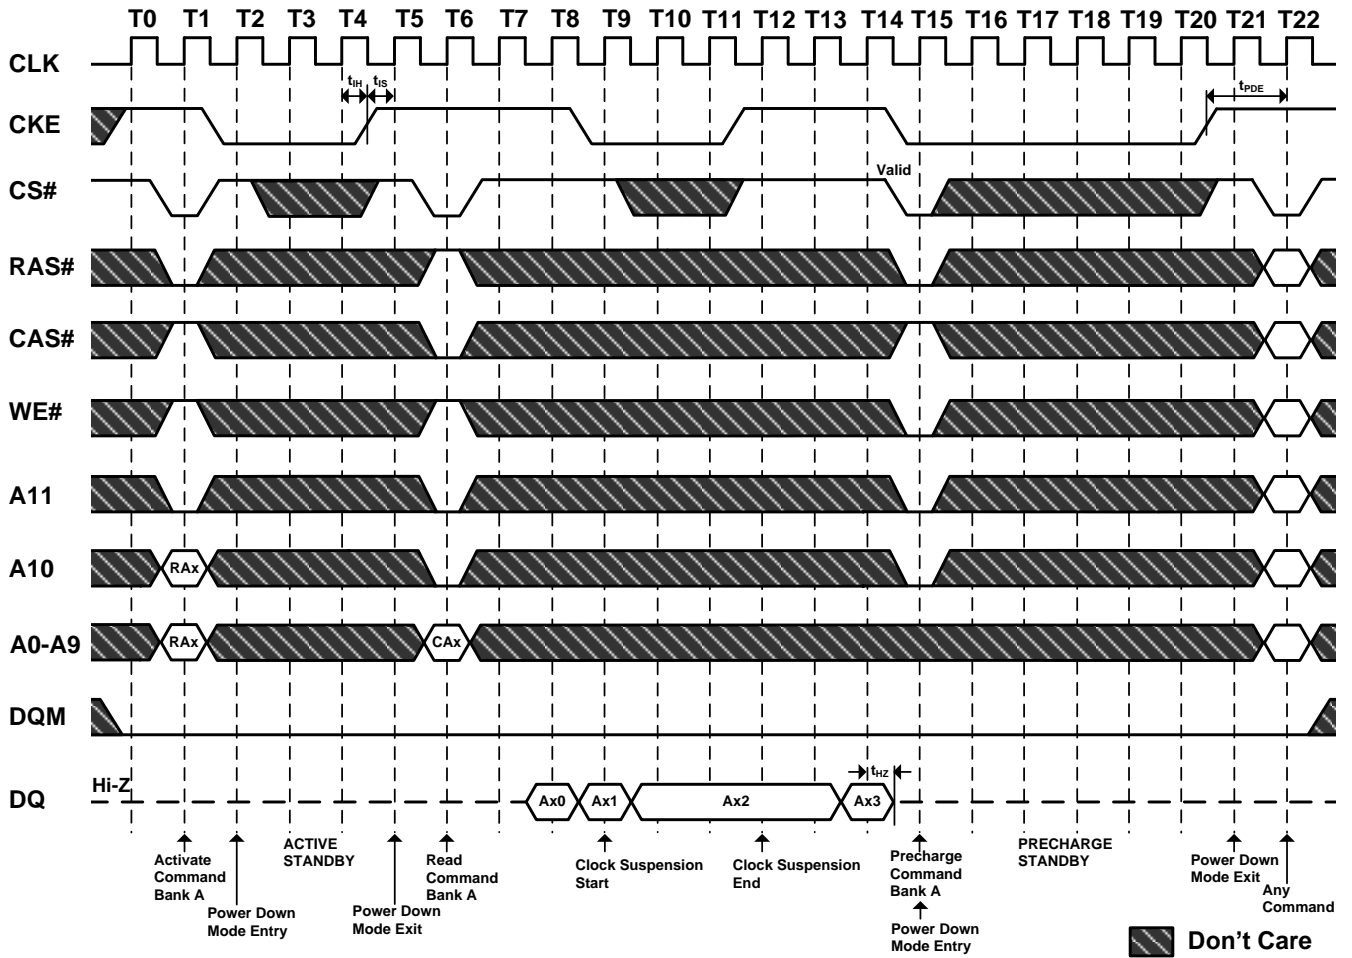 T0 T1 T2 T3 T4 T5 T6 T7 T8 T9 T10 T11 T12 T13 T14 T15 T16 T17 T18 T19 T20 T21 T22
CLK
tIH tIS tPDE
CKE
Valid
CS#
RAS#
CAS#
WE#
A11
A10 RAx
A0-A9 RAx CAx
DQM
Hi-Z tHZ
DQ Ax0 Ax1 Ax2 Ax3
Activate
Command
Bank A
Power Down
Mode Entry
ACTIVE
STANDBY
Power Down
Mode Exit
Read
Command
Bank A
Clock Suspension
Start
Clock Suspension
End
Precharge
Command
Bank A
Power Down
Mode Entry
PRECHARGE
STANDBY
Power Down
Mode Exit
Any
Command
Don't Care